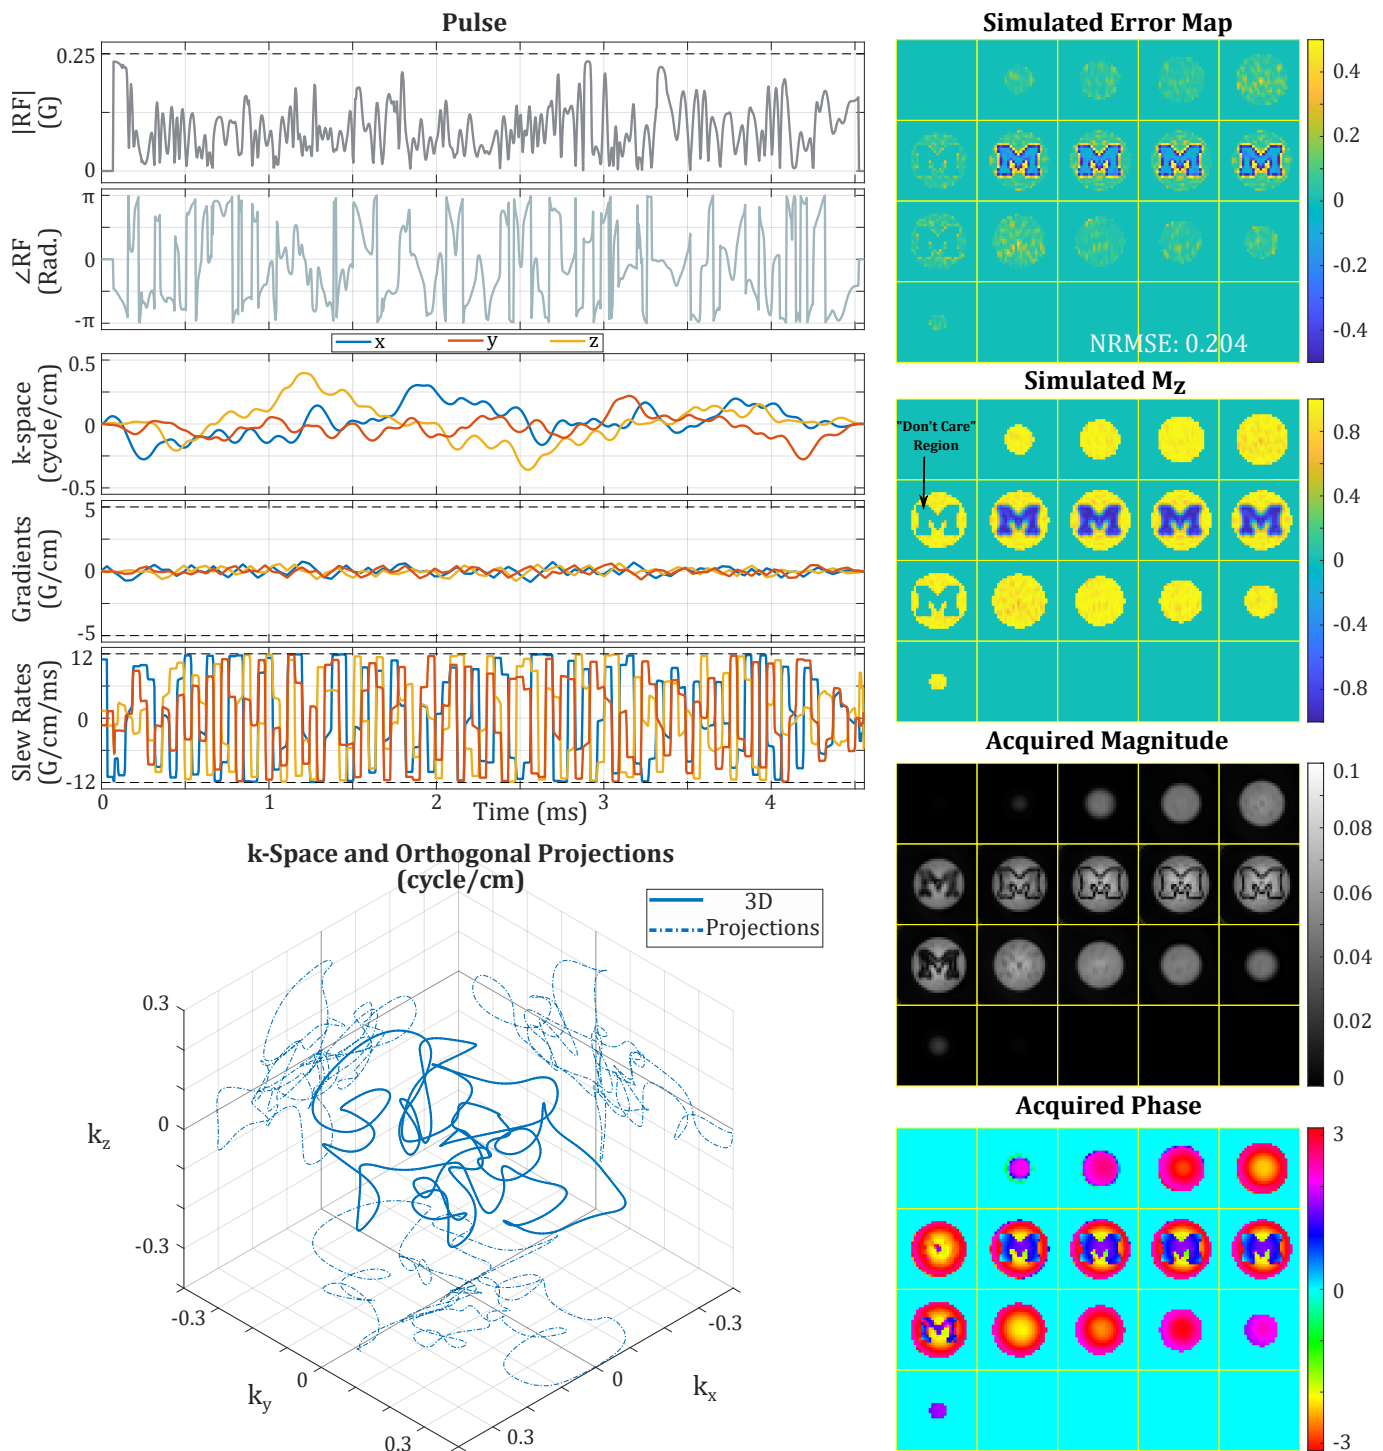 Pulse
0.25
0
|RF|
(G)
π
0
-π
∠RF
(Rad.)
x y z
0.5
0
-0.5
k-space
(cycle/cm)
5
0
-5
Gradients
(G/cm)
12
0
-12
Slew Rates
(G/cm/ms)
0 1 2 3 4
Time (ms)
k-Space and Orthogonal Projections
(cycle/cm)
3D
Projections
0.3
0
-0.3
k_z
-0.3
0
0.3
k_y
-0.3
0
0.3
k_x
Simulated Error Map
NRMSE: 0.204
0.4
0.2
0
-0.2
-0.4
Simulated M_Z
"Don't Care"
Region
0.8
0.4
0
-0.4
-0.8
Acquired Magnitude
0.1
0.08
0.06
0.04
0.02
0
Acquired Phase
3
0
-3